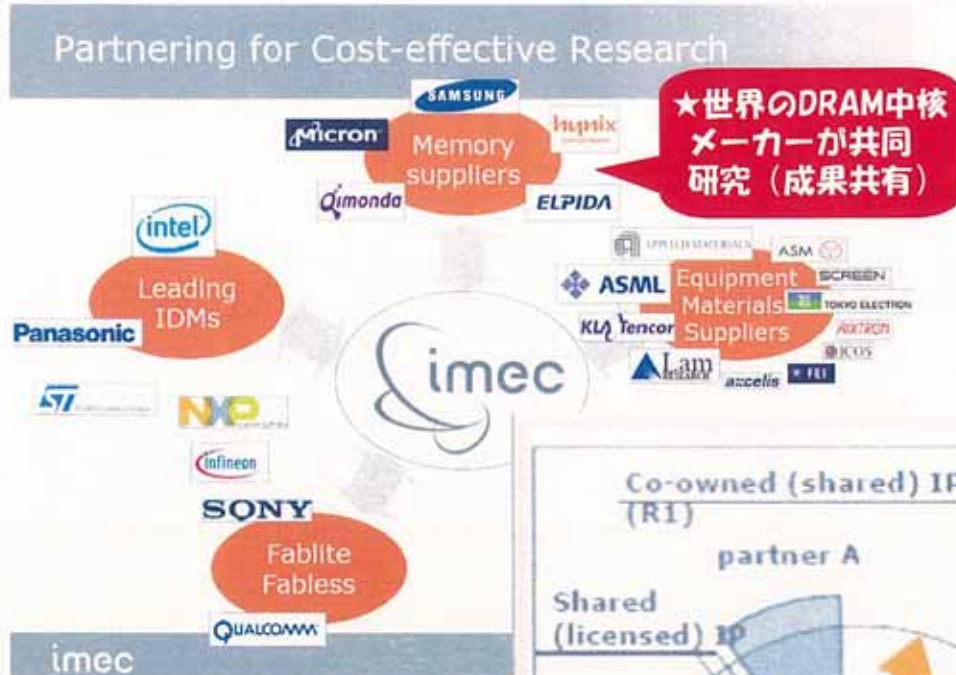 Partnering for Cost-effective Research
SAMSUNG
Micron
hynix
Memory
suppliers
Qimonda
ELPIDA
★世界のDRAM中核
メーカーが共同
研究（成果共有）
intel
Leading
IDMs
Panasonic
ST
NXP
Infineon
SONY
Fablite
Fabless
QUALCOMM
imec
APPLIED MATERIALS
ASM
ASML
Equipment
Materials
Suppliers
SCREEN
TOKYO ELECTRON
KLA Tencor
AIXTRON
ICOS
Lam
RESEARCH
axcelis
FEI
imec
Co-owned (shared) IP
(R1)
partner A
Shared
(licensed) IP